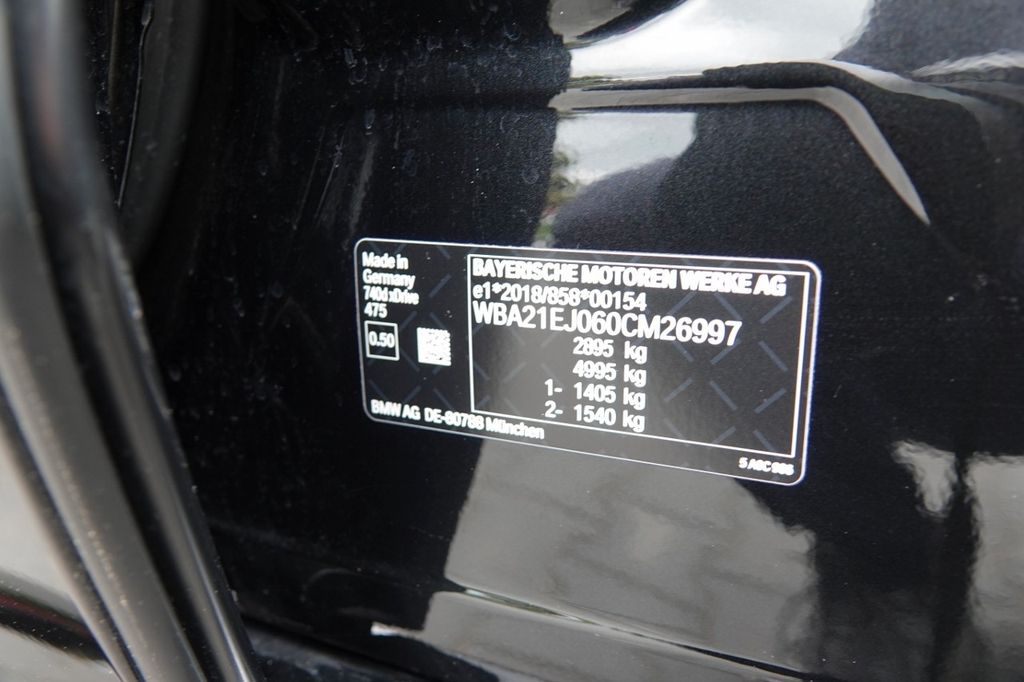 Made in
Germany
740d xDrive
475
0.50
BAYERISCHE MOTOREN WERKE AG
e1*2018/858*00154
WBA21EJ060CM26997
2895 kg
4995 kg
1- 1405 kg
2- 1540 kg
BMW AG DE-80788 München